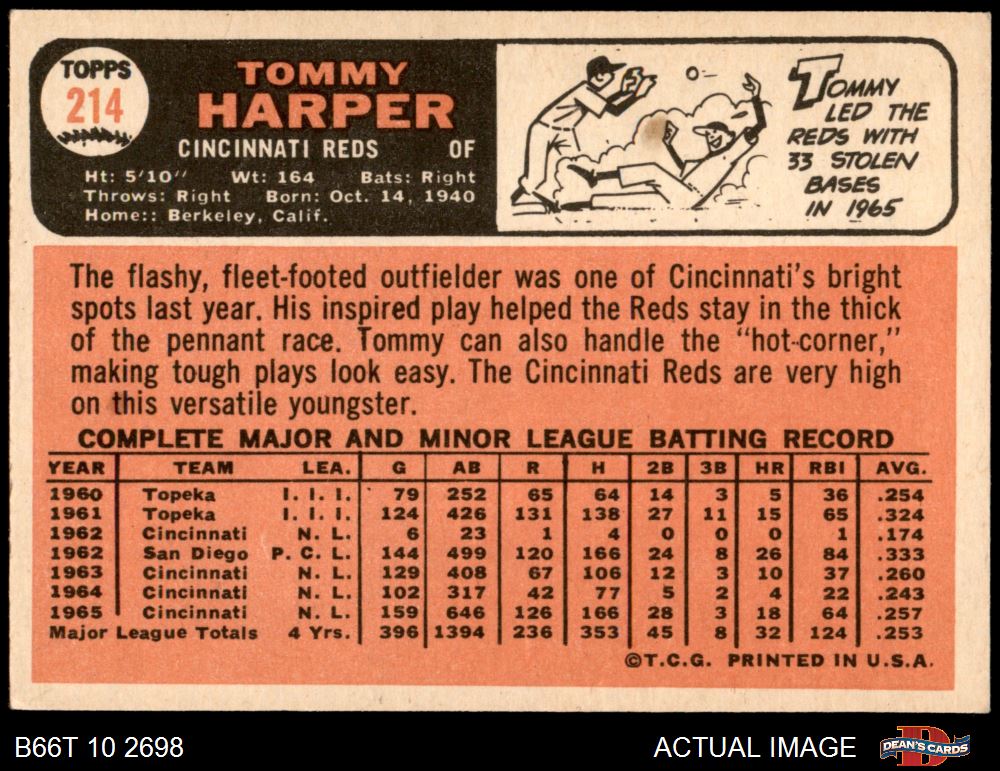 TOPPS
214
TOMMY
HARPER
CINCINNATI REDS OF
Ht: 5'10" Wt: 164 Bats: Right
Throws: Right Born: Oct. 14, 1940
Home:: Berkeley, Calif.
TOMMY
LED THE
REDS WITH
33 STOLEN
BASES
IN 1965
The flashy, fleet-footed outfielder was one of Cincinnati's bright
spots last year. His inspired play helped the Reds stay in the thick
of the pennant race. Tommy can also handle the "hot-corner,"
making tough plays look easy. The Cincinnati Reds are very high
on this versatile youngster.
COMPLETE MAJOR AND MINOR LEAGUE BATTING RECORD
YEAR TEAM LEA. G AB R H 2B 3B HR RBI AVG.
1960 Topeka I. I. I. 79 252 65 64 14 3 5 36 .254
1961 Topeka I. I. I. 124 426 131 138 27 11 15 65 .324
1962 Cincinnati N. L. 6 23 1 4 0 0 0 1 .174
1962 San Diego P. C. L. 144 499 120 166 24 8 26 84 .333
1963 Cincinnati N. L. 129 408 67 106 12 3 10 37 .260
1964 Cincinnati N. L. 102 317 42 77 5 2 4 22 .243
1965 Cincinnati N. L. 159 646 126 166 28 3 18 64 .257
Major League Totals 4 Yrs. 396 1394 236 353 45 8 32 124 .253
©T.C.G. PRINTED IN U.S.A.
B66T 10 2698 ACTUAL IMAGE DEAN'S CARDS